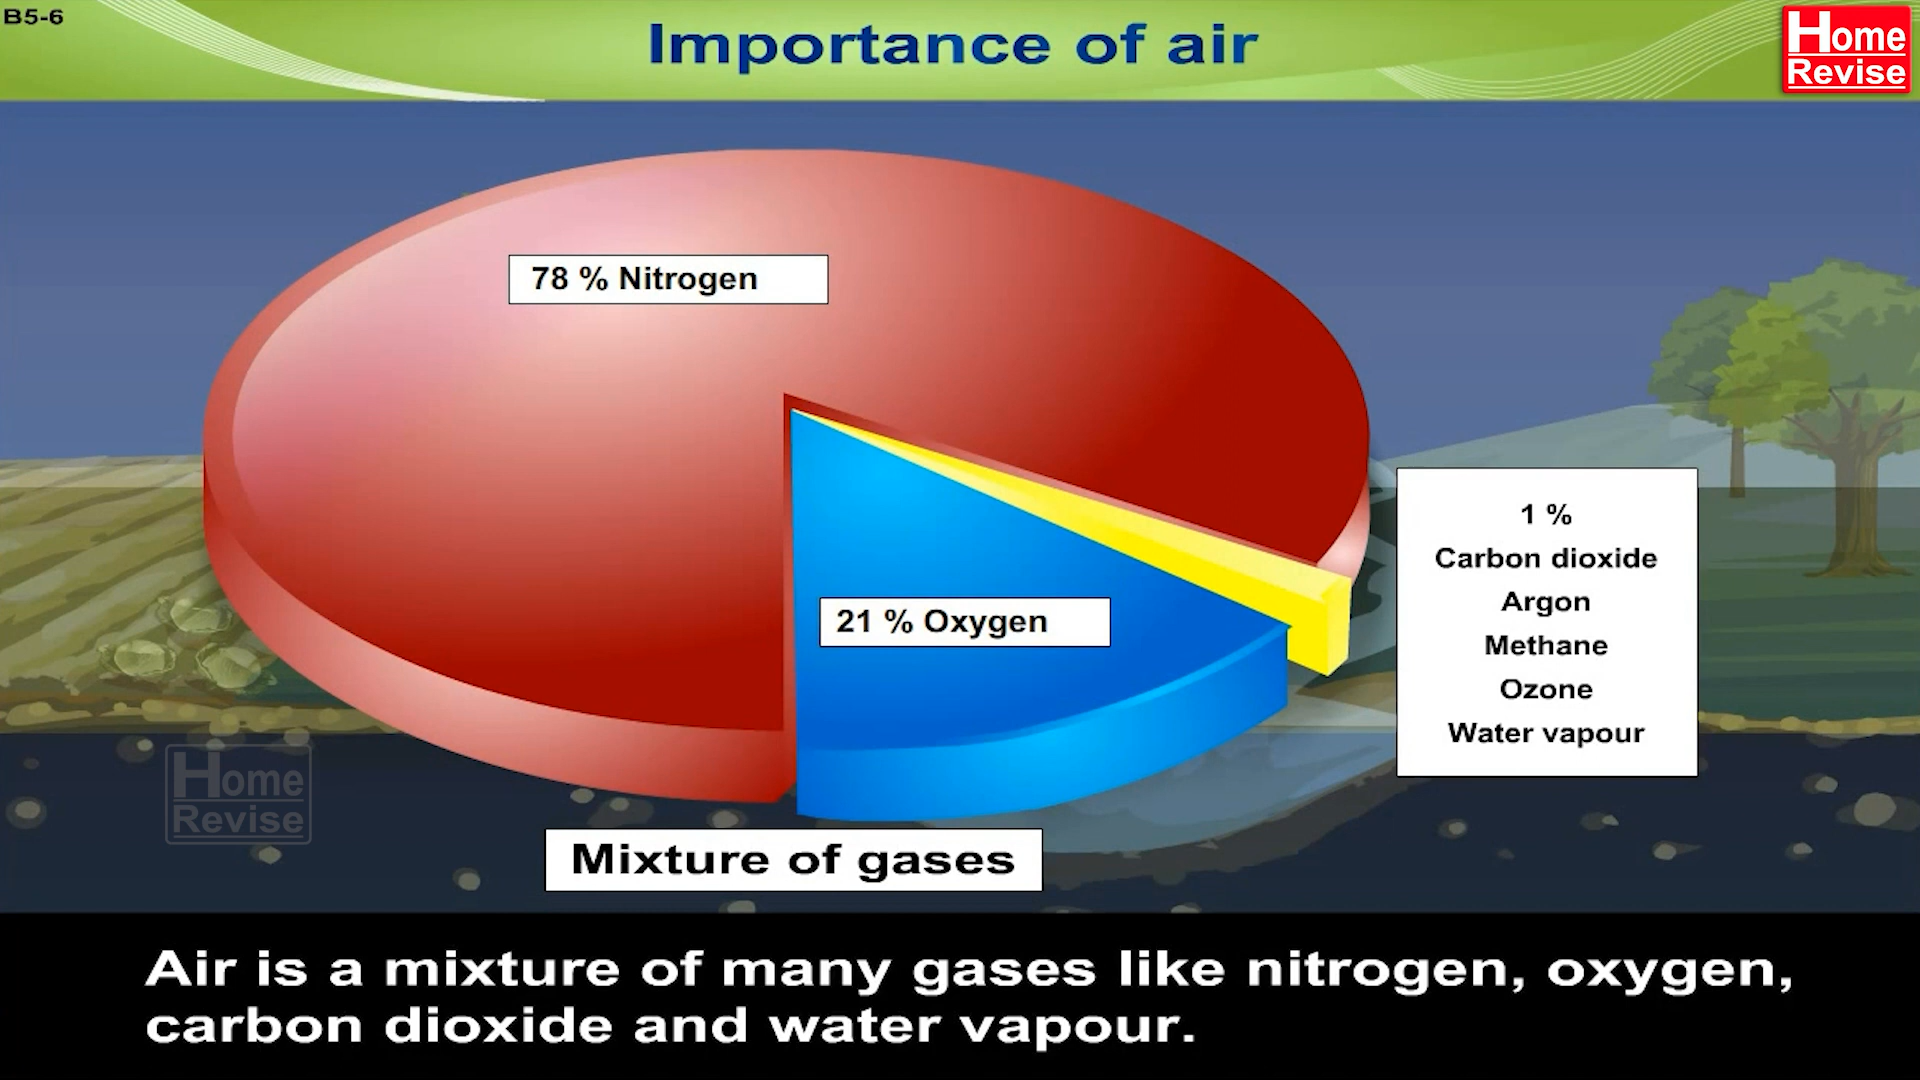 B5-6
Importance of air
Home
Revise
78 % Nitrogen
21 % Oxygen
1 %
Carbon dioxide
Argon
Methane
Ozone
Water vapour
Home
Revise
Mixture of gases
Air is a mixture of many gases like nitrogen, oxygen,
carbon dioxide and water vapour.